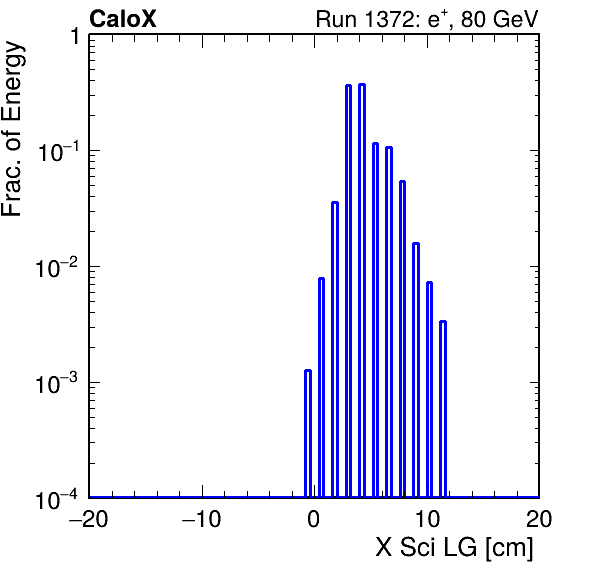 CaloX Run 1372: e⁺, 80 GeV
Frac. of Energy
1
10⁻¹
10⁻²
10⁻³
10⁻⁴
−20 −10 0 10 20
X Sci LG [cm]